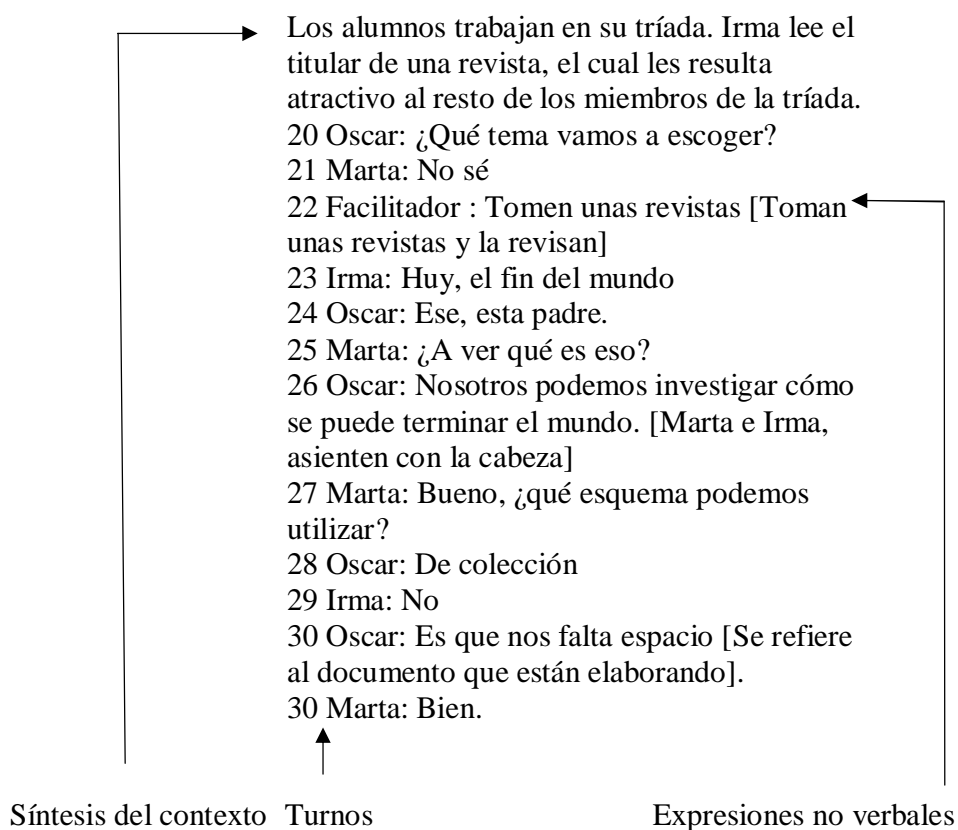 Los alumnos trabajan en su tríada. Irma lee el
titular de una revista, el cual les resulta
atractivo al resto de los miembros de la tríada.
20 Oscar: ¿Qué tema vamos a escoger?
21 Marta: No sé
22 Facilitador : Tomen unas revistas [Toman
unas revistas y la revisan]
23 Irma: Huy, el fin del mundo
24 Oscar: Ese, esta padre.
25 Marta: ¿A ver qué es eso?
26 Oscar: Nosotros podemos investigar cómo
se puede terminar el mundo. [Marta e Irma,
asienten con la cabeza]
27 Marta: Bueno, ¿qué esquema podemos
utilizar?
28 Oscar: De colección
29 Irma: No
30 Oscar: Es que nos falta espacio [Se refiere
al documento que están elaborando].
30 Marta: Bien.
Síntesis del contexto Turnos Expresiones no verbales